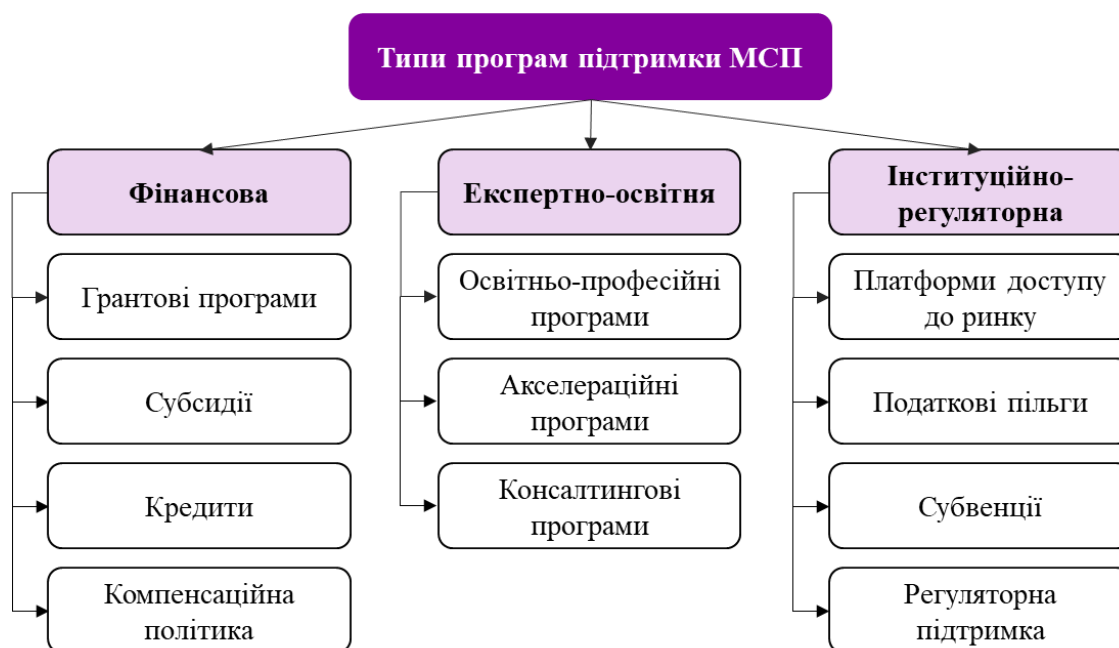 Типи програм підтримки МСП
Фінансова
Грантові програми
Субсидії
Кредити
Компенсаційна
політика
Експертно-освітня
Освітньо-професійні
програми
Акселераційні
програми
Консалтингові
програми
Інституційно-
регуляторна
Платформи доступу
до ринку
Податкові пільги
Субвенції
Регуляторна
підтримка